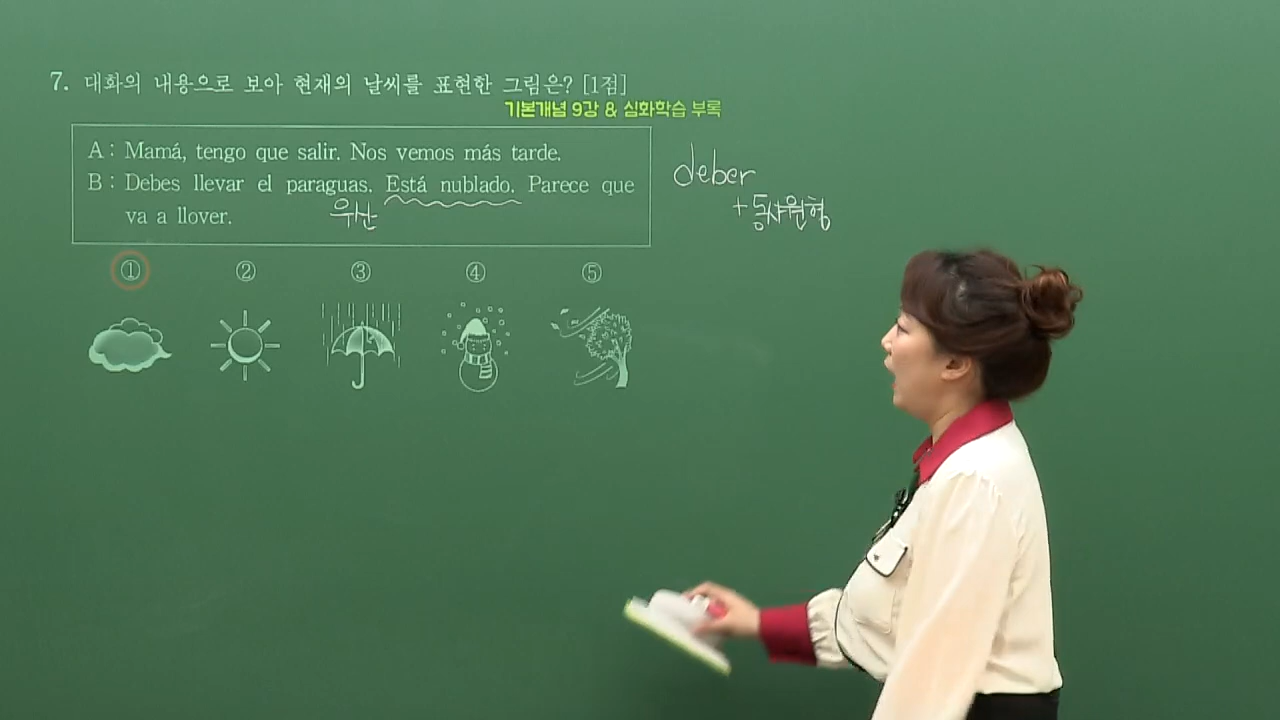 7. 대화의 내용으로 보아 현재의 날씨를 표현한 그림은? [1점]
기본개념 9강 & 심화학습 부록
A : Mamá, tengo que salir. Nos vemos más tarde.
B : Debes llevar el paraguas. Está nublado. Parece que
va a llover.
우산
deber
+동사원형
① ② ③ ④ ⑤